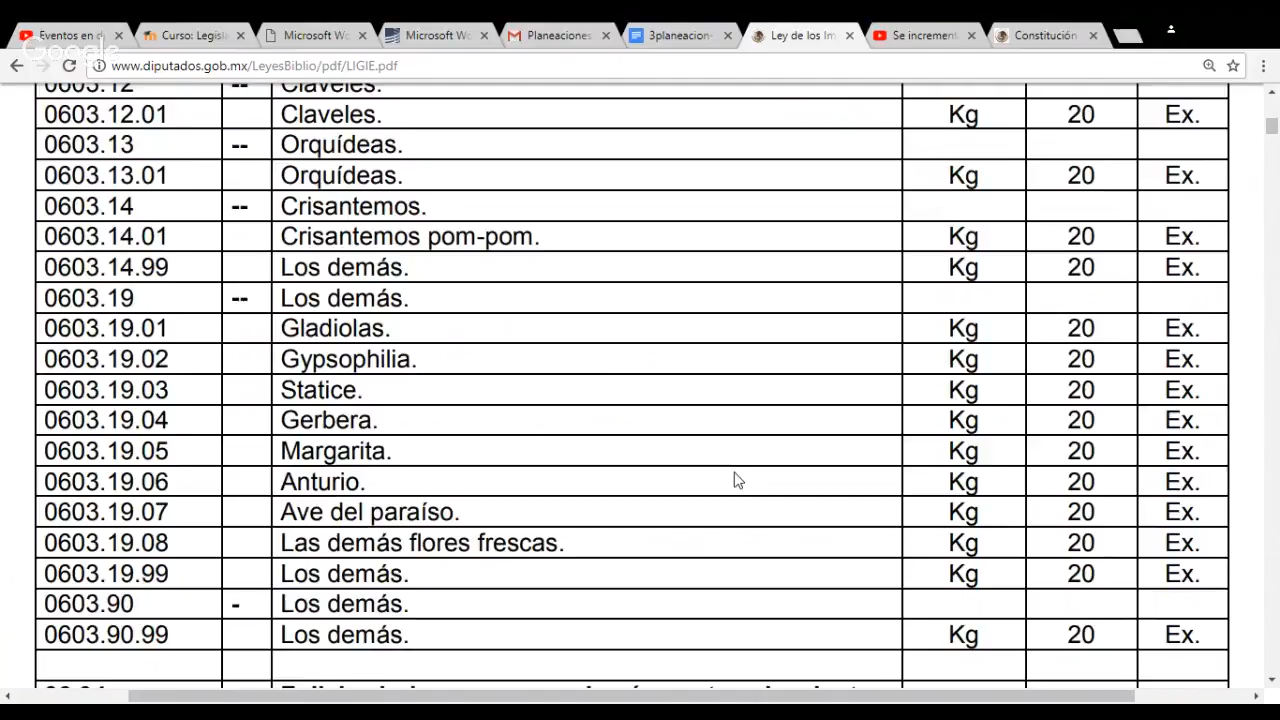 Eventos en d
Curso: Legisla
Microsoft Wo
Microsoft Wo
Planeaciones
3planeacion-
Ley de los Im
Se increment
Constitución
Google
www.diputados.gob.mx/LeyesBiblio/pdf/LIGIE.pdf
0603.12 -- Claveles.
0603.12.01 Claveles. Kg 20 Ex.
0603.13 -- Orquídeas.
0603.13.01 Orquídeas. Kg 20 Ex.
0603.14 -- Crisantemos.
0603.14.01 Crisantemos pom-pom. Kg 20 Ex.
0603.14.99 Los demás. Kg 20 Ex.
0603.19 -- Los demás.
0603.19.01 Gladiolas. Kg 20 Ex.
0603.19.02 Gypsophilia. Kg 20 Ex.
0603.19.03 Statice. Kg 20 Ex.
0603.19.04 Gerbera. Kg 20 Ex.
0603.19.05 Margarita. Kg 20 Ex.
0603.19.06 Anturio. Kg 20 Ex.
0603.19.07 Ave del paraíso. Kg 20 Ex.
0603.19.08 Las demás flores frescas. Kg 20 Ex.
0603.19.99 Los demás. Kg 20 Ex.
0603.90 - Los demás.
0603.90.99 Los demás. Kg 20 Ex.